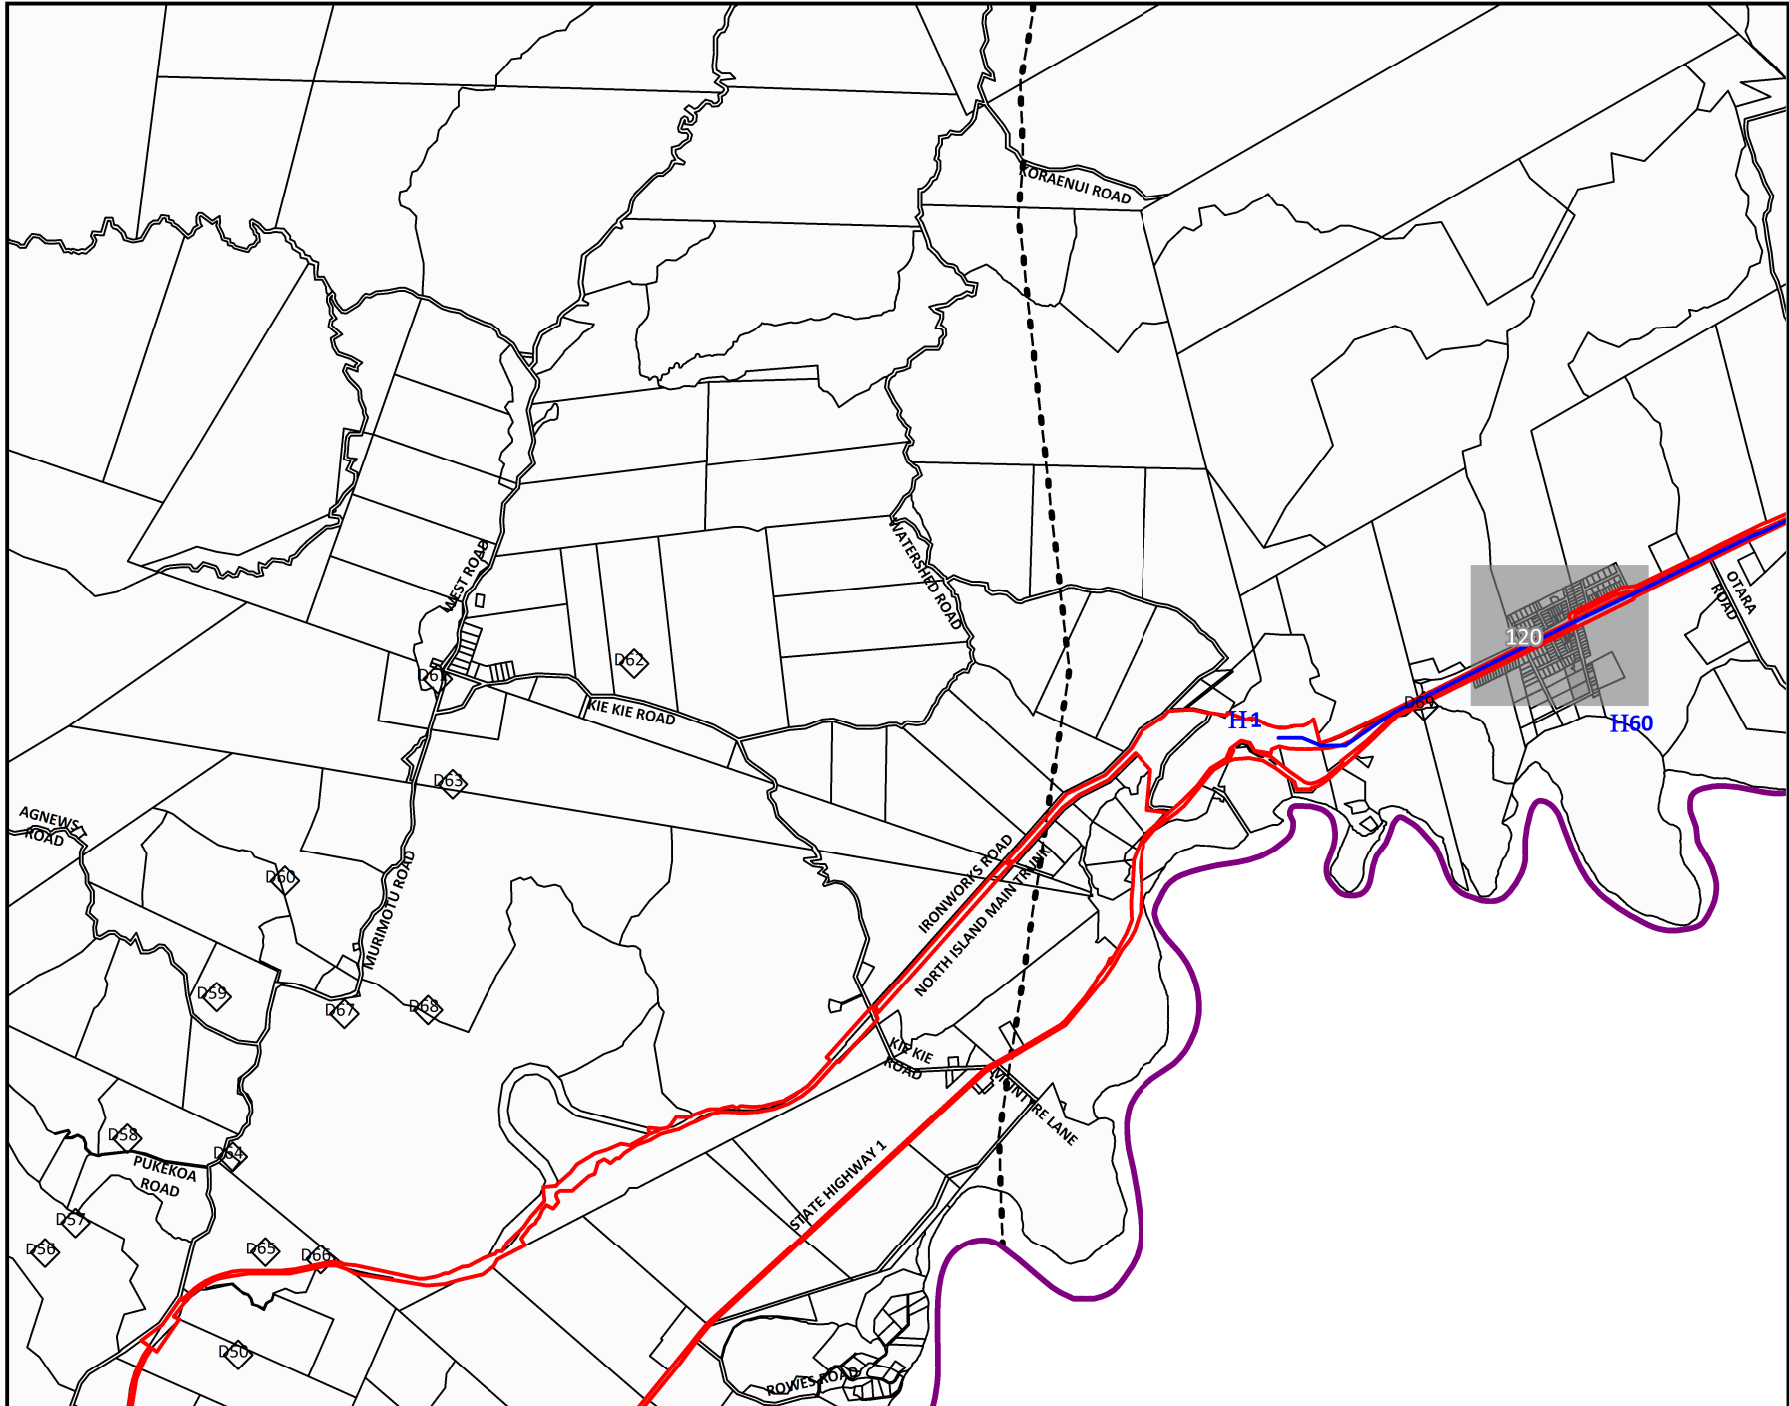 KORAENUI ROAD
WATERSHED ROAD
WEST ROAD
OTARA
ROAD
120
D62
D61
D69
KIE KIE ROAD
H1
H60
D63
AGNEWS
ROAD
IRONWORKS ROAD
NORTH ISLAND MAIN TRUNK
D60
MURIMOTU ROAD
D59
D67
D68
KIE KIE
ROAD
MCINTYRE LANE
D58
D64
PUKEKOA
ROAD
STATE HIGHWAY 1
D57
D56
D65
D66
D50
ROWES ROAD